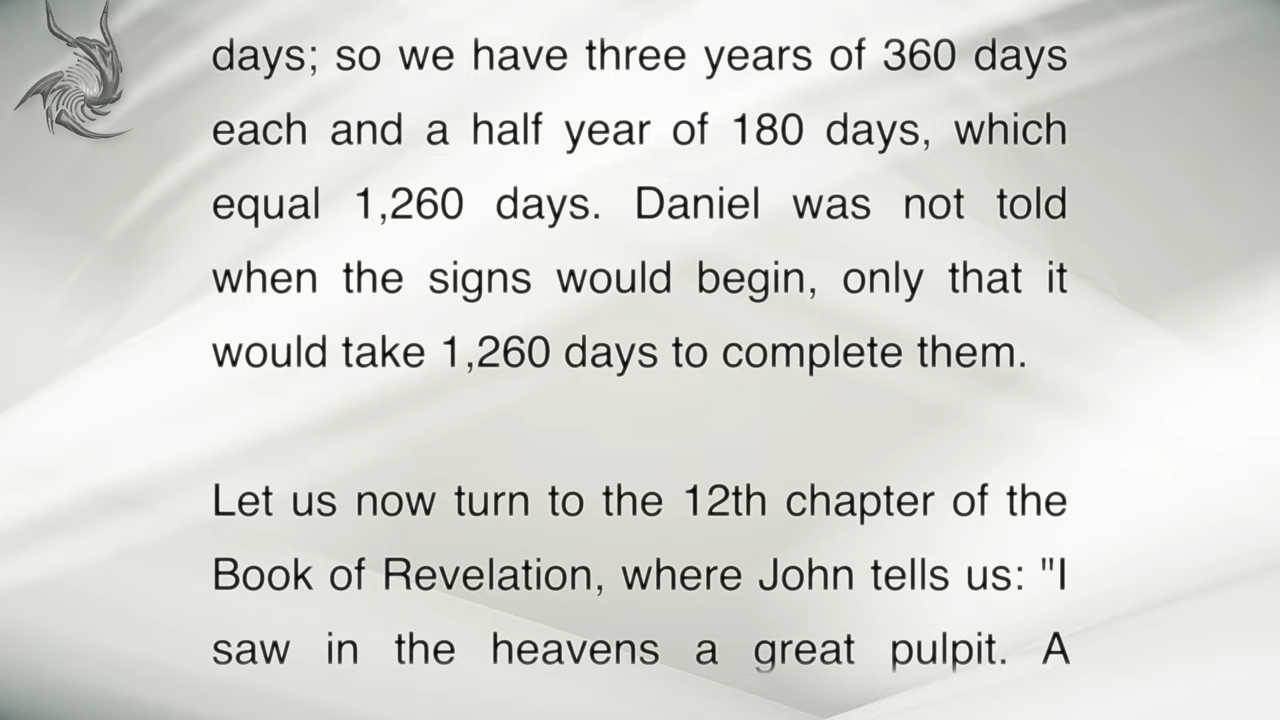 days; so we have three years of 360 days
each and a half year of 180 days, which
equal 1,260 days. Daniel was not told
when the signs would begin, only that it
would take 1,260 days to complete them.
Let us now turn to the 12th chapter of the
Book of Revelation, where John tells us: "I
saw in the heavens a great pulpit. A